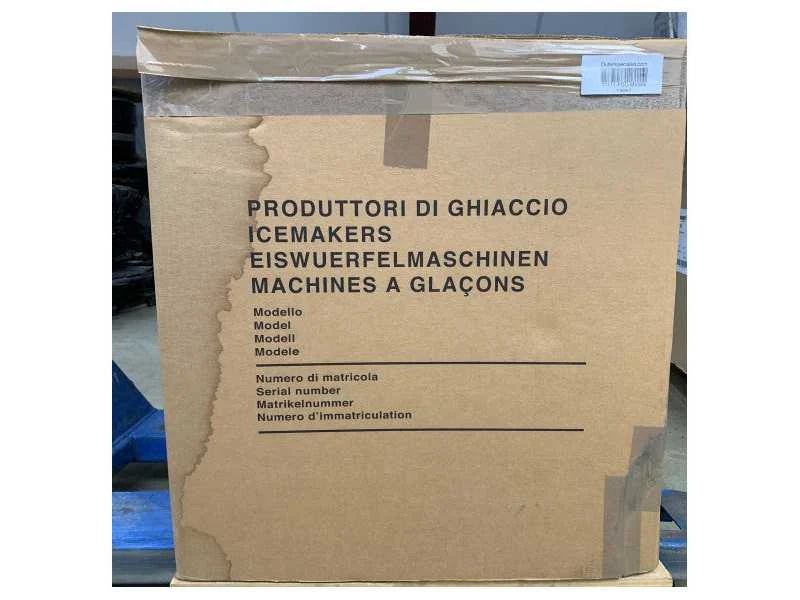 PRODUTTORI DI GHIACCIO
ICEMAKERS
EISWUERFELMASCHINEN
MACHINES A GLAÇONS
Modello
Model
Modell
Modele
Numero di matricola
Serial number
Matrikelnummer
Numero d'immatriculation